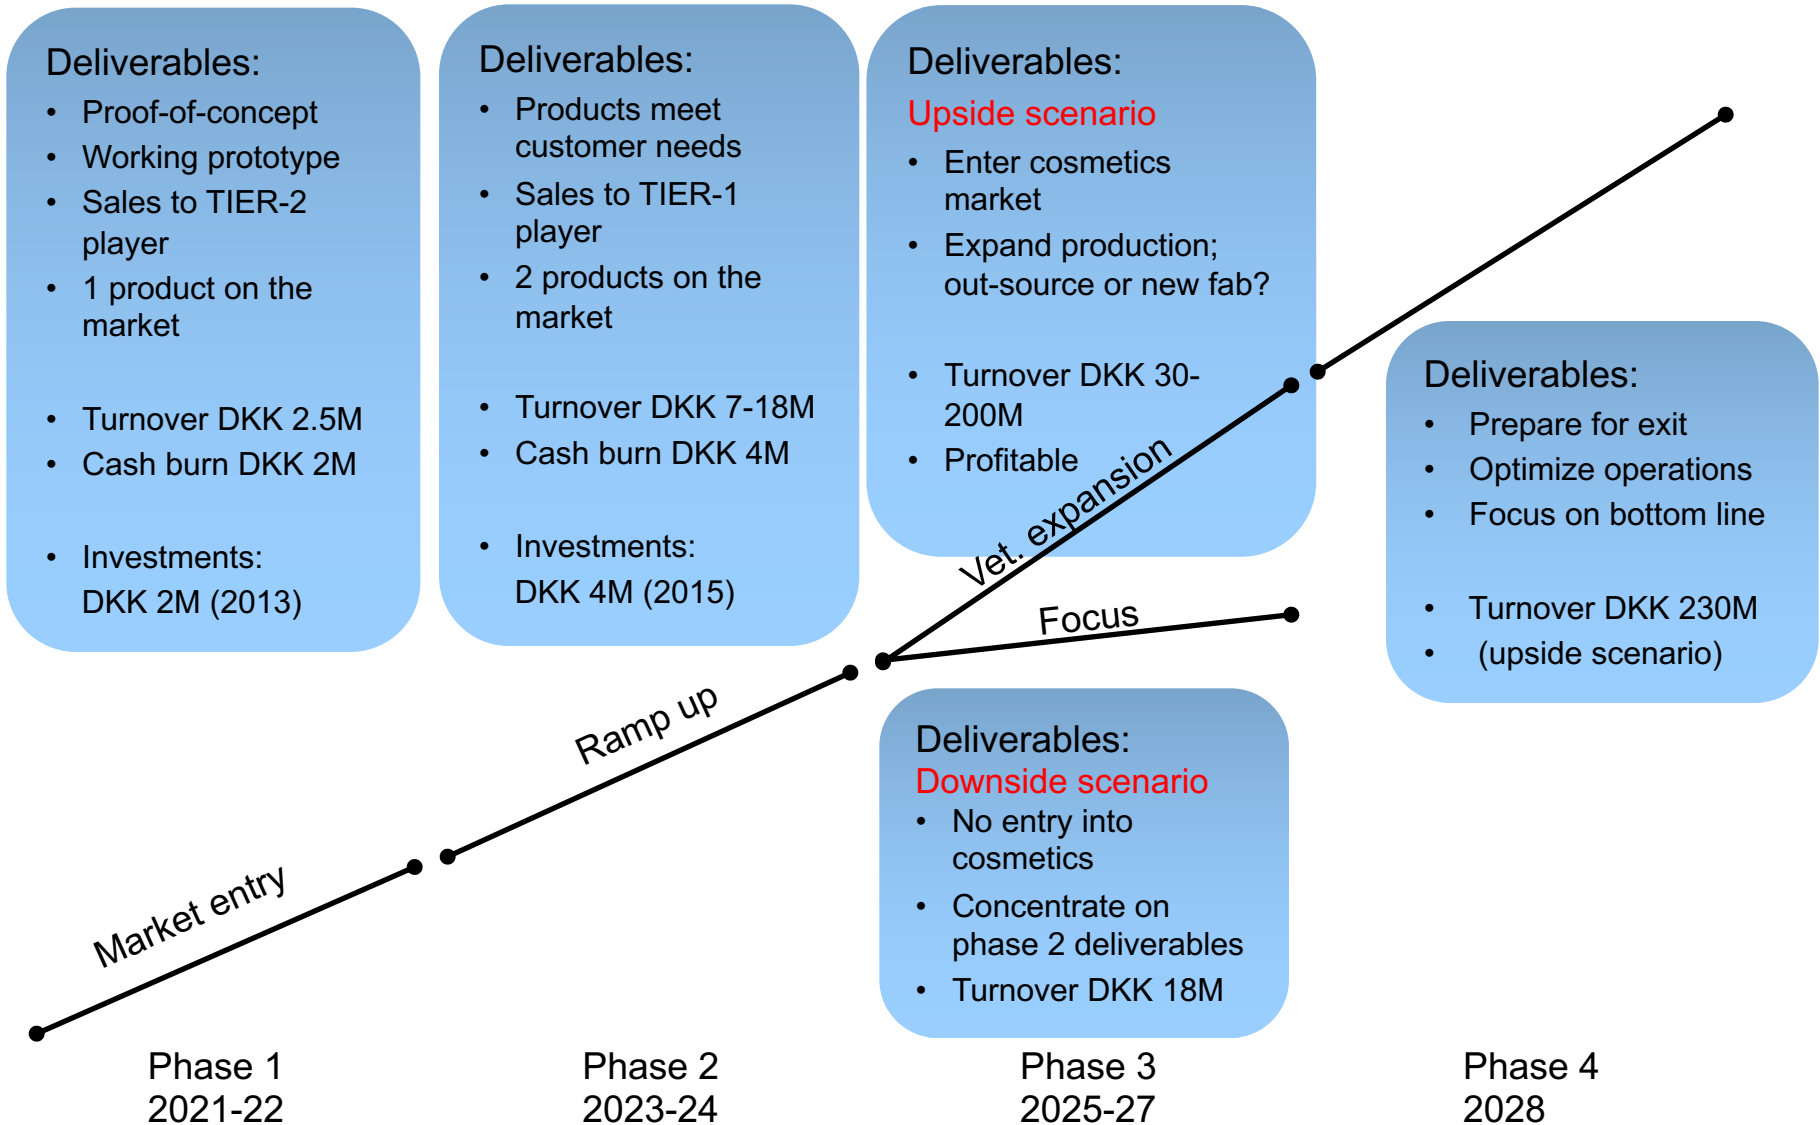 Deliverables:
• Proof-of-concept
• Working prototype
• Sales to TIER-2
player
• 1 product on the
market
• Turnover DKK 2.5M
• Cash burn DKK 2M
• Investments:
DKK 2M (2013)
Deliverables:
• Products meet
customer needs
• Sales to TIER-1
player
• 2 products on the
market
• Turnover DKK 7-18M
• Cash burn DKK 4M
• Investments:
DKK 4M (2015)
Deliverables:
Upside scenario
• Enter cosmetics
market
• Expand production;
out-source or new fab?
• Turnover DKK 30-
200M
• Profitable
Deliverables:
• Prepare for exit
• Optimize operations
• Focus on bottom line
• Turnover DKK 230M
• (upside scenario)
Vet. expansion
Focus
Ramp up
Market entry
Deliverables:
Downside scenario
• No entry into
cosmetics
• Concentrate on
phase 2 deliverables
• Turnover DKK 18M
Phase 1
2021-22
Phase 2
2023-24
Phase 3
2025-27
Phase 4
2028